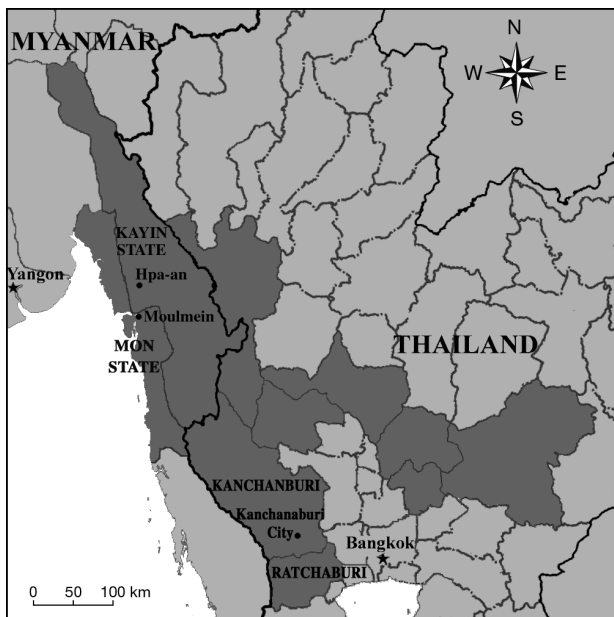 MYANMAR
N
W E
S
KAYIN
STATE
Yangon
Hpa-an
Moulmein
MON
STATE
THAILAND
KANCHANBURI
Kanchanaburi
City
Bangkok
RATCHABURI
0 50 100 km